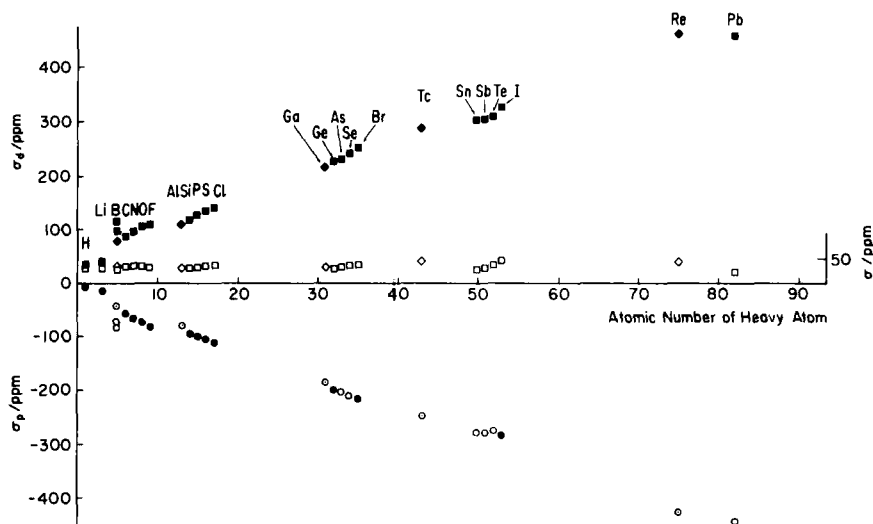 Re Pb
400
Tc
Sn Sb Te I
300
σd/ppm
Ga Ge As Se Br
200
Li B C N O F
Al Si P S Cl
100
H
50
σ/ppm
0
10 20 30 40 50 60 70 80 90
Atomic Number of Heavy Atom
-100
-200
σp/ppm
-300
-400